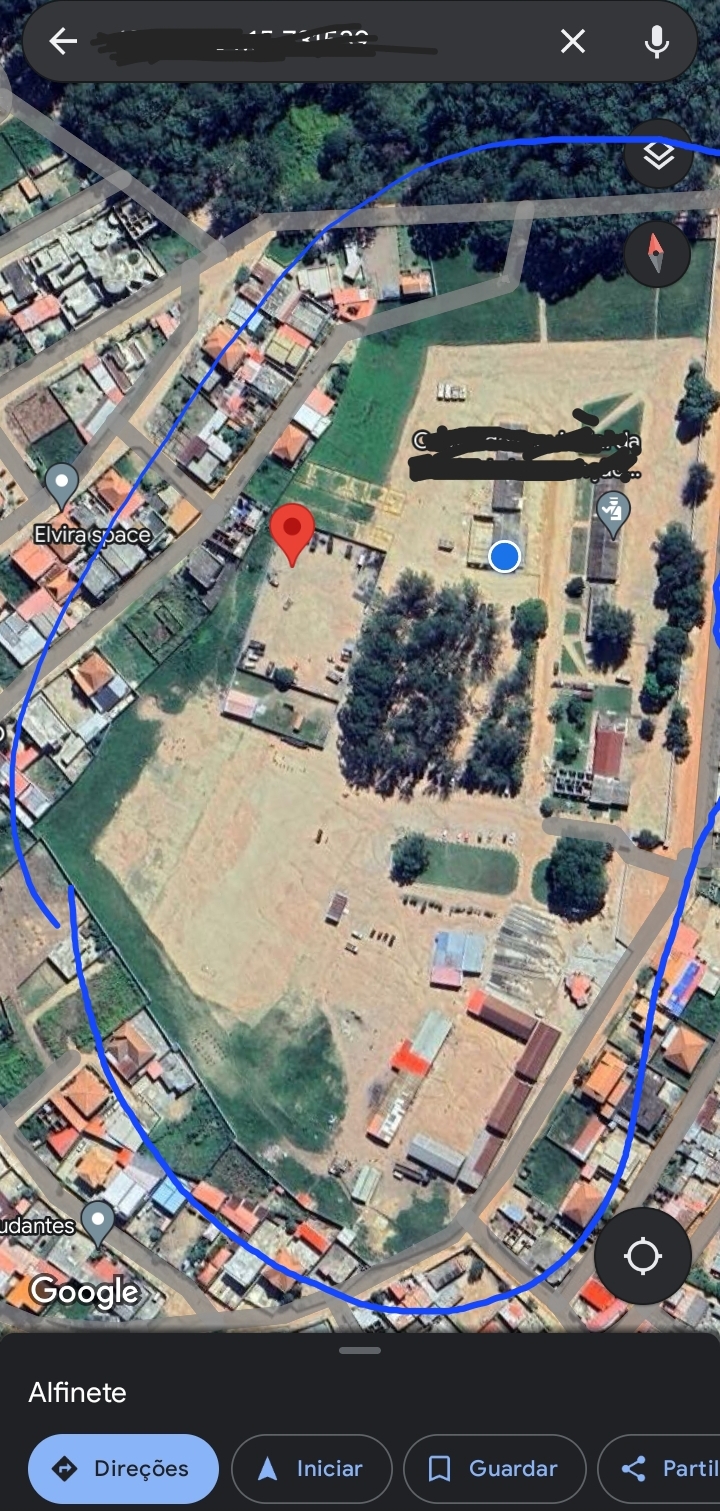 Elvira space
udantes
Google
Alfinete
Direções
Iniciar
Guardar
Partil